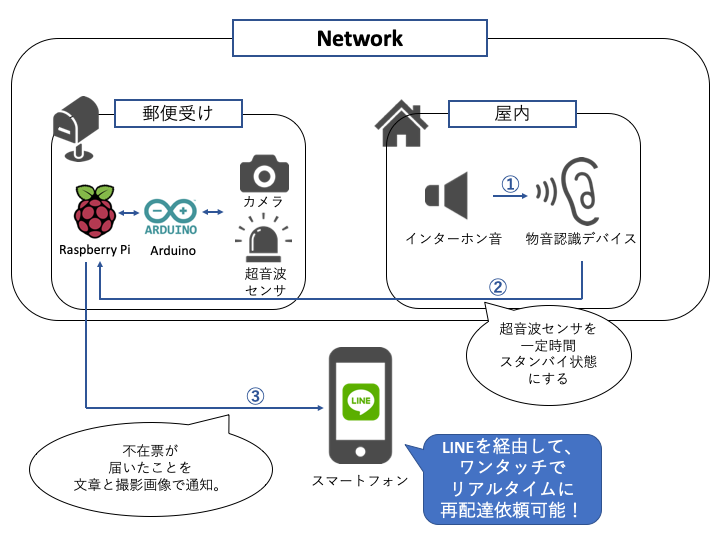 Network
郵便受け
屋内
カメラ
Raspberry Pi
ARDUINO
Arduino
超音波
センサ
①
インターホン音
物音認識デバイス
②
超音波センサを
一定時間
スタンバイ状態
にする
③
LINE
スマートフォン
不在票が
届いたことを
文章と撮影画像で通知。
LINEを経由して、
ワンタッチで
リアルタイムに
再配達依頼可能！